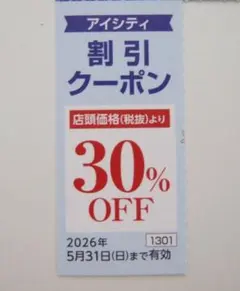 アイシティ
割引
クーポン
店頭価格(税抜)より
30%
OFF
2026年 1301
5月31日(日)まで有効